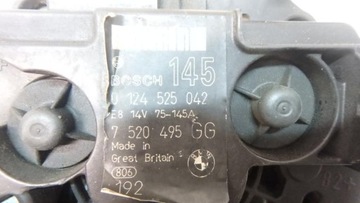 BOSCH 145
0 124 525 042
E8 14V 75-145A
7 520 495 GG
Made in
Great Britain
BMW
806
192